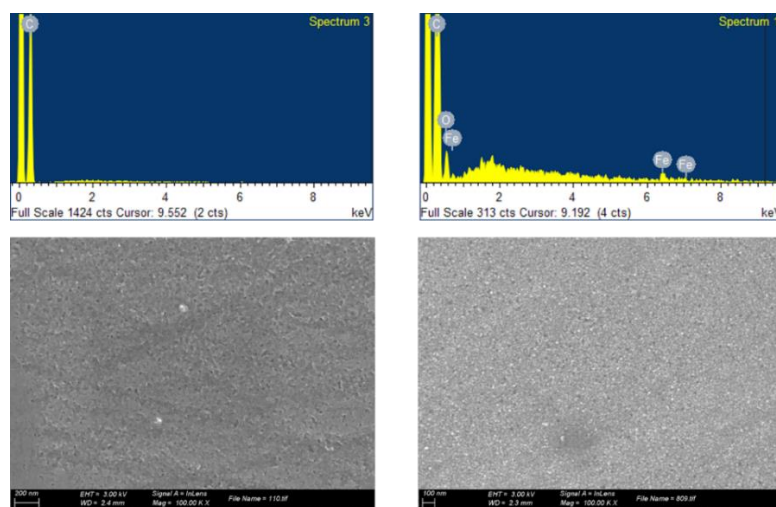 Spectrum 3
C
0 2 4 6 8
Full Scale 1424 cts Cursor: 9.552 (2 cts) keV
Spectrum 1
C
O
Fe
Fe
Fe
0 2 4 6 8
Full Scale 313 cts Cursor: 9.192 (4 cts) keV
200 nm EHT = 3.00 kV Signal A = InLens
WD = 2.4 mm Mag = 100.00 K X File Name = 110.tif
100 nm EHT = 3.00 kV Signal A = InLens
WD = 2.3 mm Mag = 100.00 K X File Name = 809.tif